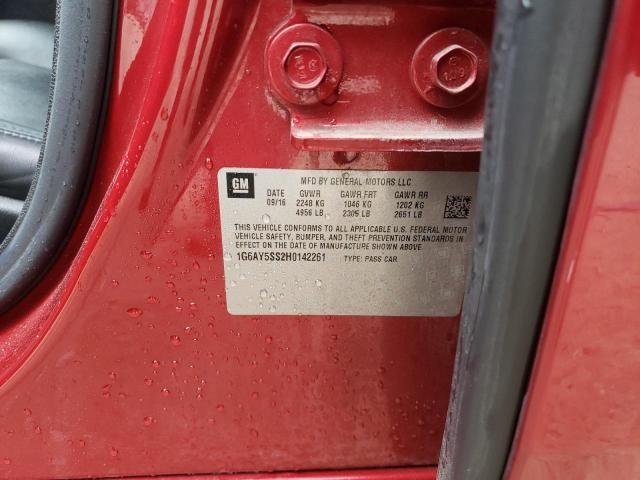 GM MFD BY GENERAL MOTORS LLC
DATE GVWR GAWR FRT GAWR RR
09/16 2248 KG 1046 KG 1202 KG
4956 LB 2305 LB 2651 LB
THIS VEHICLE CONFORMS TO ALL APPLICABLE U.S. FEDERAL MOTOR
VEHICLE SAFETY, BUMPER, AND THEFT PREVENTION STANDARDS IN
EFFECT ON THE DATE OF MANUFACTURE SHOWN ABOVE.
1G6AY5SS2H0142261 TYPE: PASS CAR